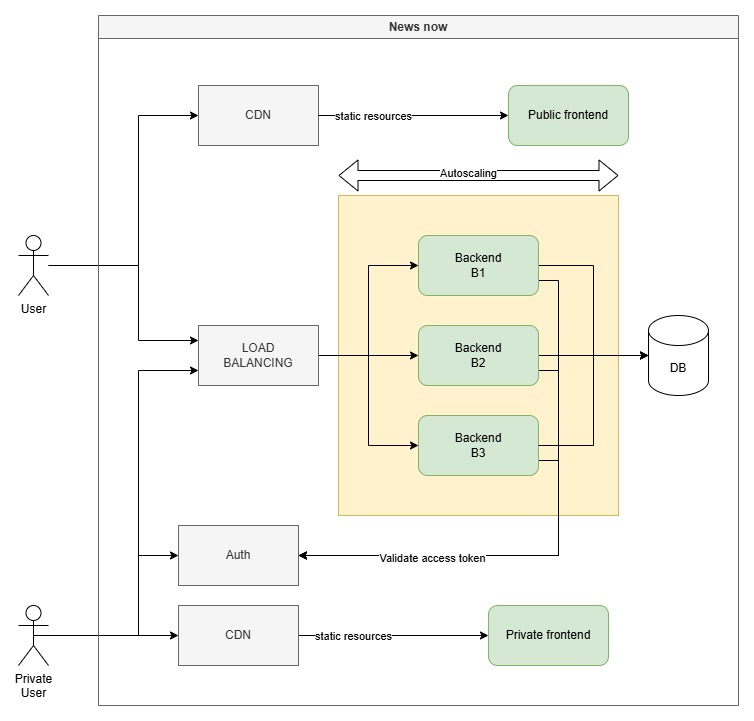 News now
CDN
static resources
Public frontend
Autoscaling
Backend
B1
User
LOAD
BALANCING
Backend
B2
DB
Backend
B3
Auth
Validate access token
CDN
static resources
Private frontend
Private
User